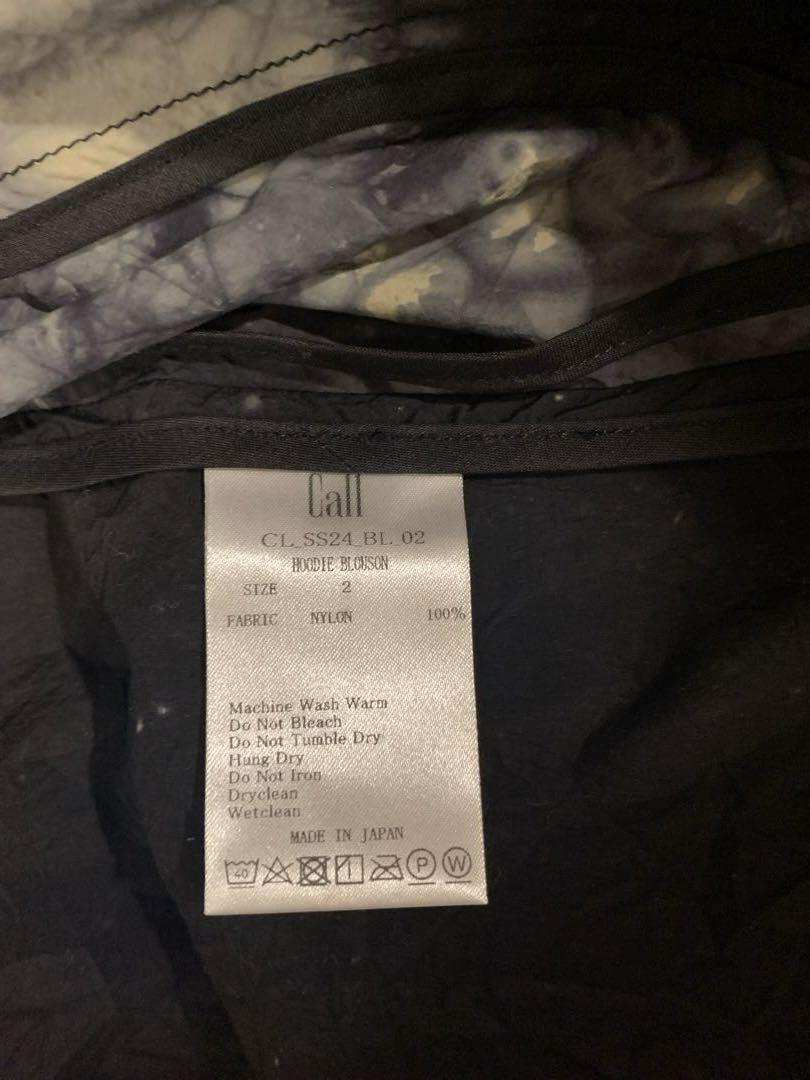 Call
CL_SS24_BL_02
HOODIE BLOUSON
SIZE 2
FABRIC NYLON 100%
Machine Wash Warm
Do Not Bleach
Do Not Tumble Dry
Hung Dry
Do Not Iron
Dryclean
Wetclean
MADE IN JAPAN
40 P W